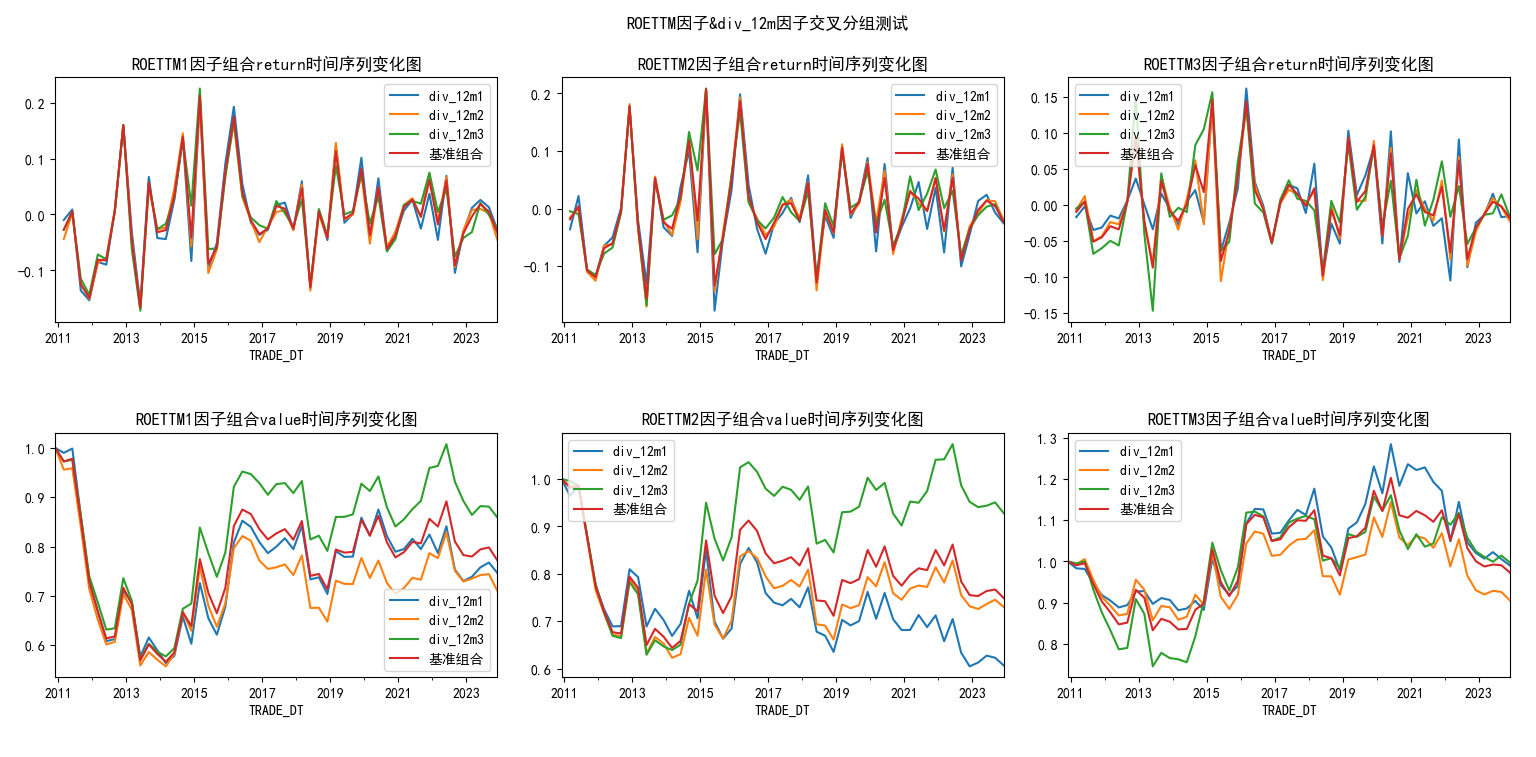 ROETTM因子&div_12m因子交叉分组测试
ROETTM1因子组合return时间序列变化图
0.2
0.1
0.0
−0.1
2011 2013 2015 2017 2019 2021 2023
TRADE_DT
div_12m1
div_12m2
div_12m3
基准组合
ROETTM2因子组合return时间序列变化图
0.2
0.1
0.0
−0.1
2011 2013 2015 2017 2019 2021 2023
TRADE_DT
div_12m1
div_12m2
div_12m3
基准组合
ROETTM3因子组合return时间序列变化图
0.15
0.10
0.05
0.00
−0.05
−0.10
−0.15
2011 2013 2015 2017 2019 2021 2023
TRADE_DT
div_12m1
div_12m2
div_12m3
基准组合
ROETTM1因子组合value时间序列变化图
1.0
0.9
0.8
0.7
0.6
2011 2013 2015 2017 2019 2021 2023
TRADE_DT
div_12m1
div_12m2
div_12m3
基准组合
ROETTM2因子组合value时间序列变化图
1.0
0.9
0.8
0.7
0.6
2011 2013 2015 2017 2019 2021 2023
TRADE_DT
div_12m1
div_12m2
div_12m3
基准组合
ROETTM3因子组合value时间序列变化图
1.3
1.2
1.1
1.0
0.9
0.8
2011 2013 2015 2017 2019 2021 2023
TRADE_DT
div_12m1
div_12m2
div_12m3
基准组合